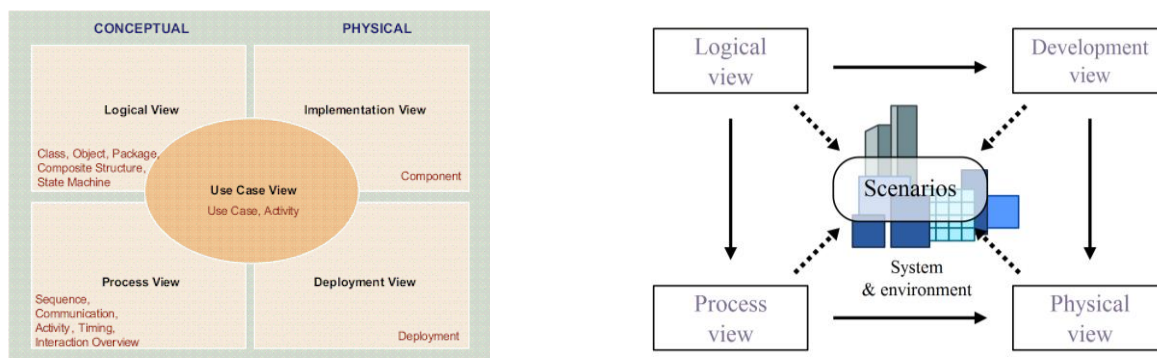 CONCEPTUAL
PHYSICAL
Logical View
Implementation View
Class, Object, Package,
Composite Structure,
State Machine
Component
Use Case View
Use Case, Activity
Process View
Deployment View
Sequence,
Communication,
Activity, Timing,
Interaction Overview
Deployment
Logical
view
Development
view
Scenarios
System
& environment
Process
view
Physical
view